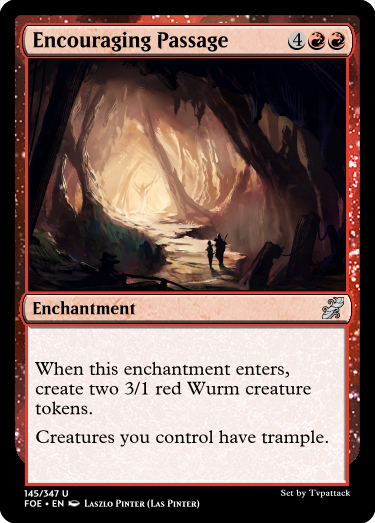 Encouraging Passage 4
Enchantment
When this enchantment enters,
create two 3/1 red Wurm creature
tokens.
Creatures you control have trample.
145/347 U
FOE • EN Laszlo Pinter (Las Pinter)
Set by Tvpattack